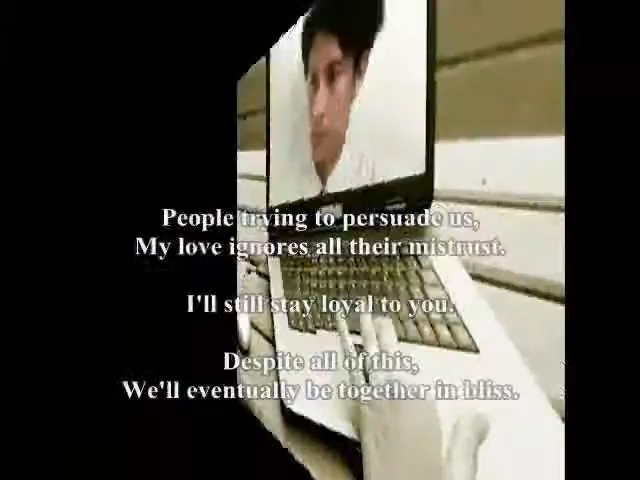 People trying to persuade us,
My love ignores all their mistrust.
I'll still stay loyal to you.
Despite all of this,
We'll eventually be together in bliss.